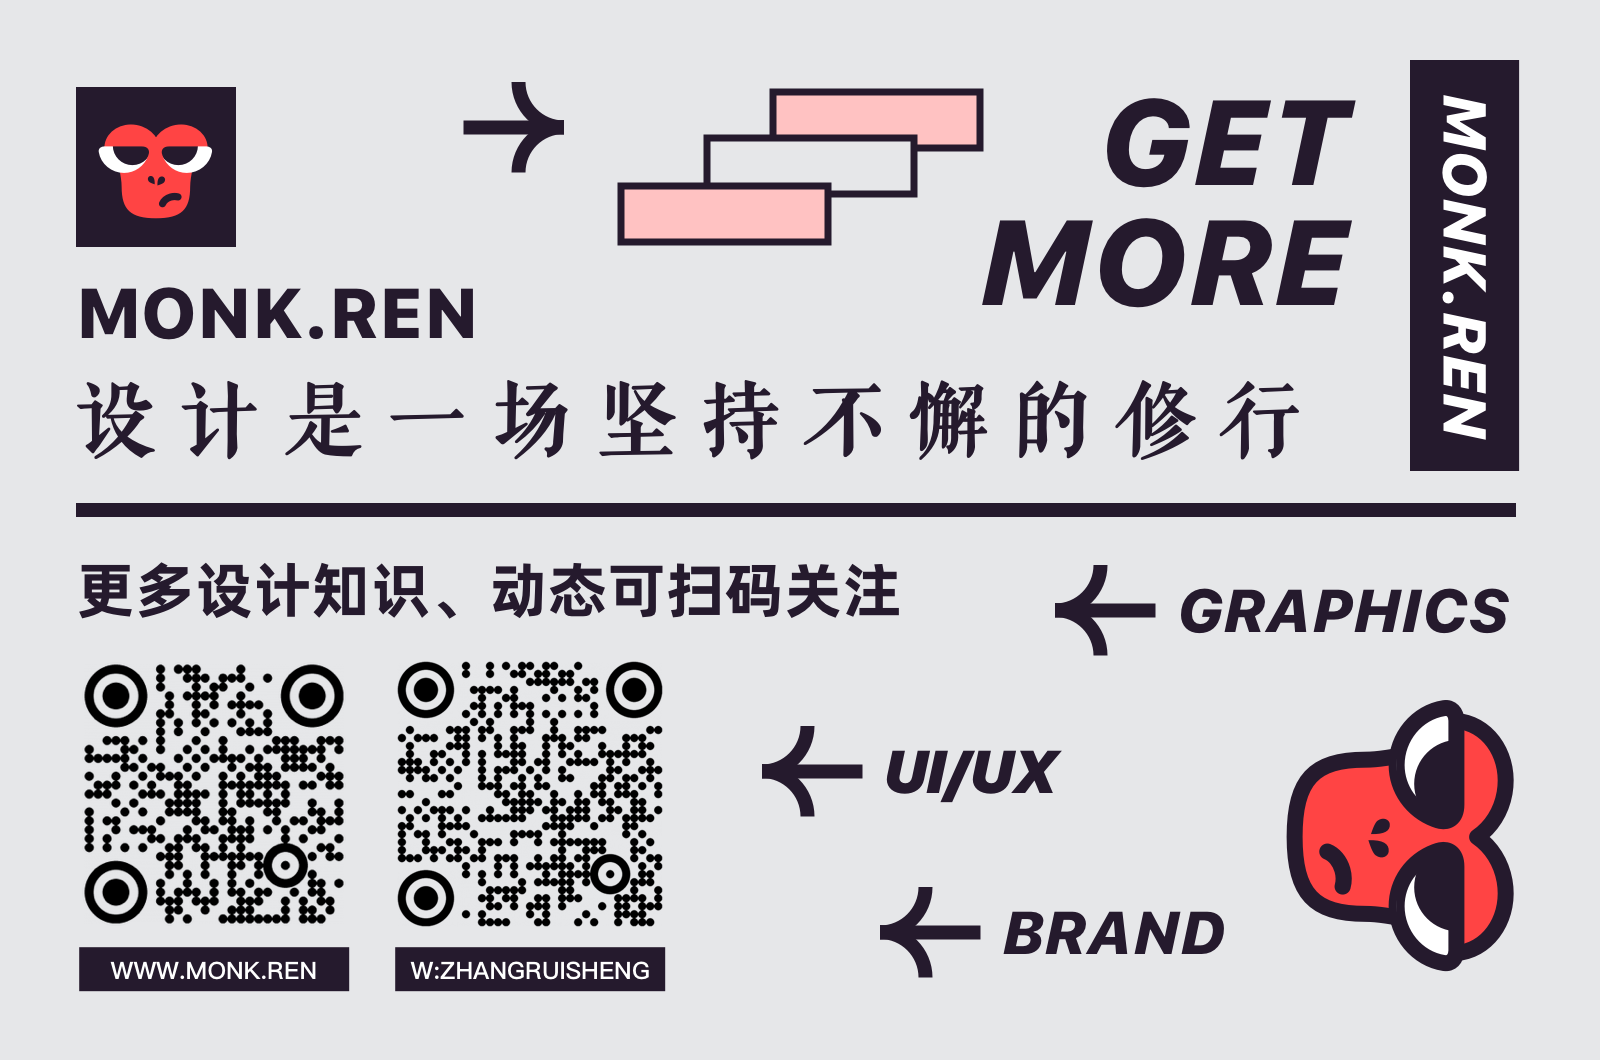 GET
MORE
MONK.REN
MONK.REN
设计是一场坚持不懈的修行
更多设计知识、动态可扫码关注
GRAPHICS
UI/UX
BRAND
WWW.MONK.REN
W:ZHANGRUISHENG